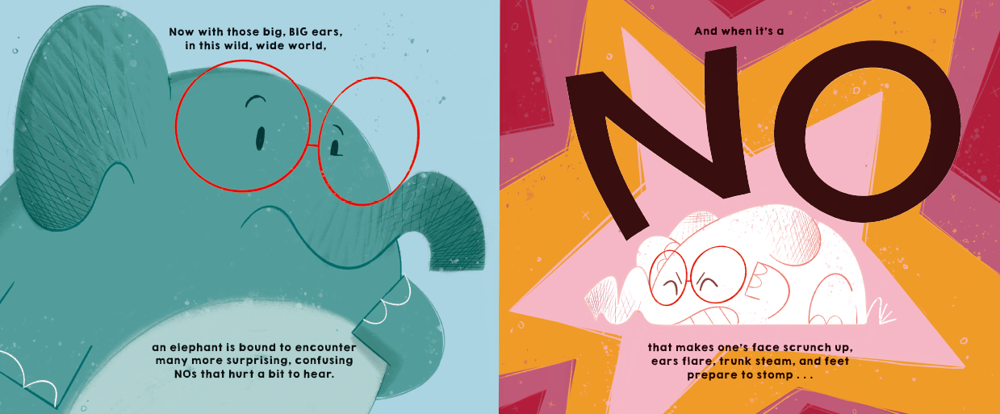 Now with those big, BIG ears,
in this wild, wide world,
an elephant is bound to encounter
many more surprising, confusing
NOs that hurt a bit to hear.
And when it's a
NO
that makes one's face scrunch up,
ears flare, trunk steam, and feet
prepare to stomp . . .